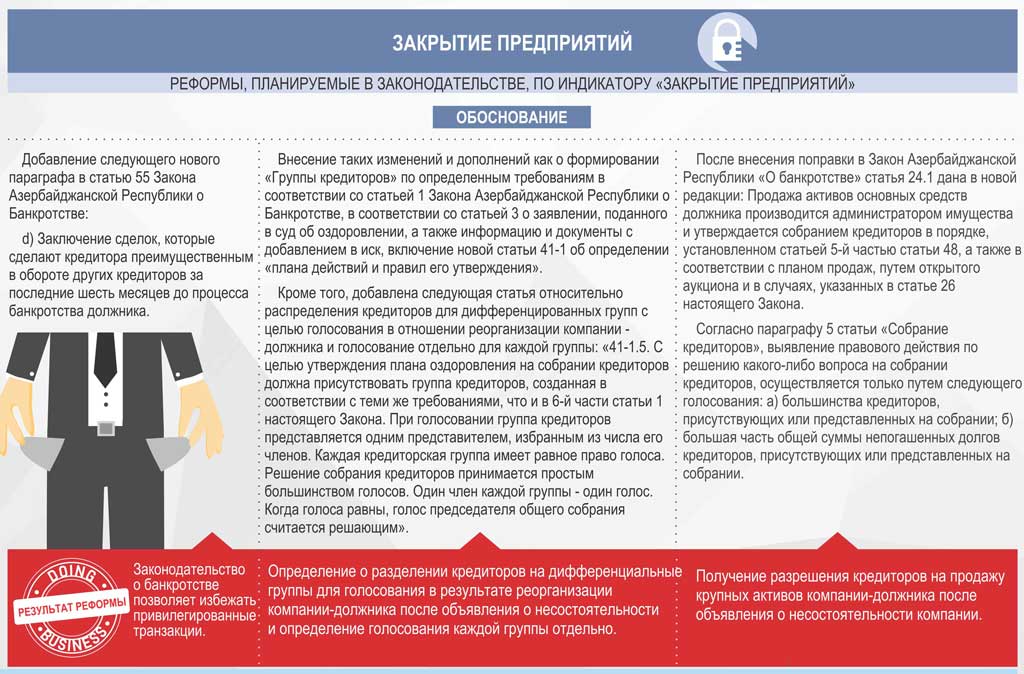 ЗАКРЫТИЕ ПРЕДПРИЯТИЙ
РЕФОРМЫ, ПЛАНИРУЕМЫЕ В ЗАКОНОДАТЕЛЬСТВЕ, ПО ИНДИКАТОРУ «ЗАКРЫТИЕ ПРЕДПРИЯТИЙ»
ОБОСНОВАНИЕ
Добавление следующего нового
параграфа в статью 55 Закона
Азербайджанской Республики о
Банкротстве:
d) Заключение сделок, которые
сделают кредитора преимущественным
в обороте других кредиторов за
последние шесть месяцев до процесса
банкротства должника.
Внесение таких изменений и дополнений как о формировании
«Группы кредиторов» по определенным требованиям в
соответствии со статьей 1 Закона Азербайджанской Республики о
Банкротстве, в соответствии со статьей 3 о заявлении, поданного
в суд об оздоровлении, а также информацию и документы с
добавлением в иск, включение новой статьи 41-1 об определении
«плана действий и правил его утверждения».
Кроме того, добавлена следующая статья относительно
распределения кредиторов для дифференцированных групп с
целью голосования в отношении реорганизации компании -
должника и голосование отдельно для каждой группы: «41-1.5. С
целью утверждения плана оздоровления на собрании кредиторов
должна присутствовать группа кредиторов, созданная в
соответствии с теми же требованиями, что и в 6-й части статьи 1
настоящего Закона. При голосовании группа кредиторов
представляется одним представителем, избранным из числа его
членов. Каждая кредиторская группа имеет равное право голоса.
Решение собрания кредиторов принимается простым
большинством голосов. Один член каждой группы - один голос.
Когда голоса равны, голос председателя общего собрания
считается решающим».
После внесения поправки в Закон Азербайджанской
Республики «О банкротстве» статья 24.1 дана в новой
редакции: Продажа активов основных средств
должника производится администратором имущества
и утверждается собранием кредиторов в порядке,
установленном статьей 5-й частью статьи 48, а также в
соответствии с планом продаж, путем открытого
аукциона и в случаях, указанных в статье 26
настоящего Закона.
Согласно параграфу 5 статьи «Собрание
кредиторов», выявление правового действия по
решению какого-либо вопроса на собрании
кредиторов, осуществляется только путем следующего
голосования: а) большинства кредиторов,
присутствующих или представленных на собрании; б)
большая часть общей суммы непогашенных долгов
кредиторов, присутствующих или представленных на
собрании.
DOING
РЕЗУЛЬТАТ РЕФОРМЫ
BUSINESS
Законодательство
о банкротстве
позволяет избежать
привилегированные
транзакции.
Определение о разделении кредиторов на дифференциальные
группы для голосования в результате реорганизации
компании-должника после объявления о несостоятельности
и определение голосования каждой группы отдельно.
Получение разрешения кредиторов на продажу
крупных активов компании-должника после
объявления о несостоятельности компании.